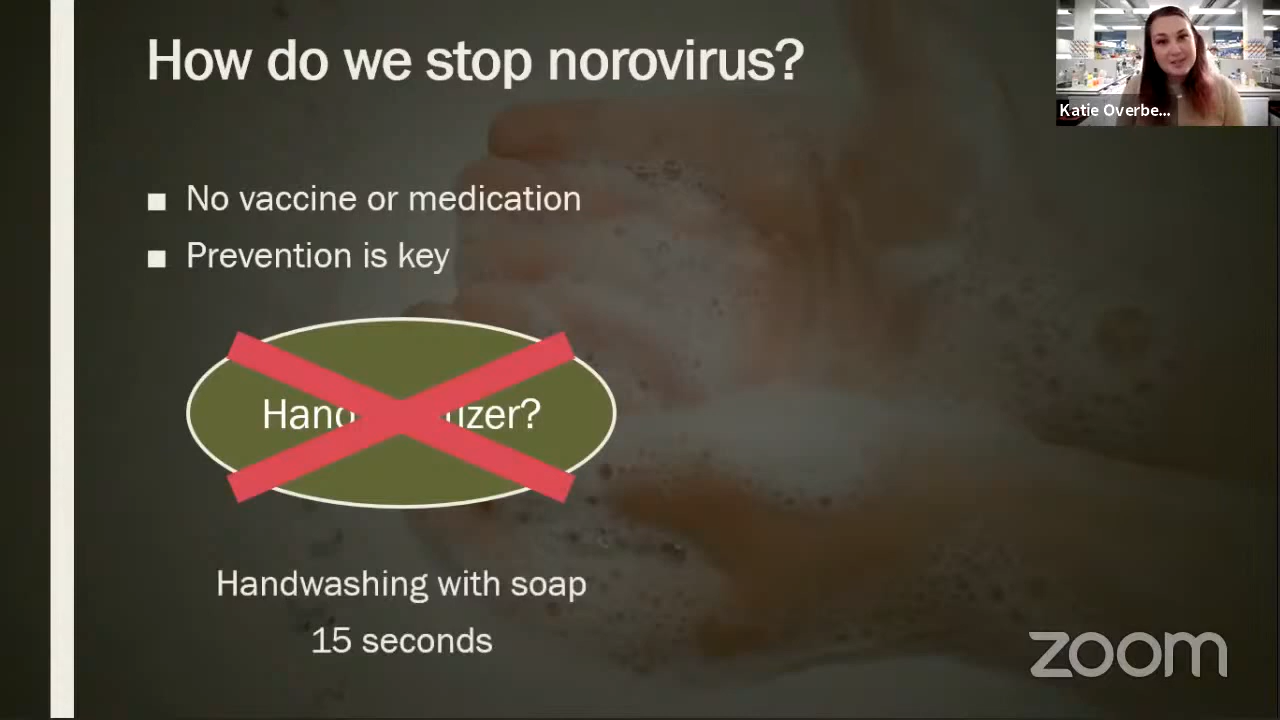 How do we stop norovirus?
Katie Overbe...
■ No vaccine or medication
■ Prevention is key
Handwashing with soap
15 seconds
zoom